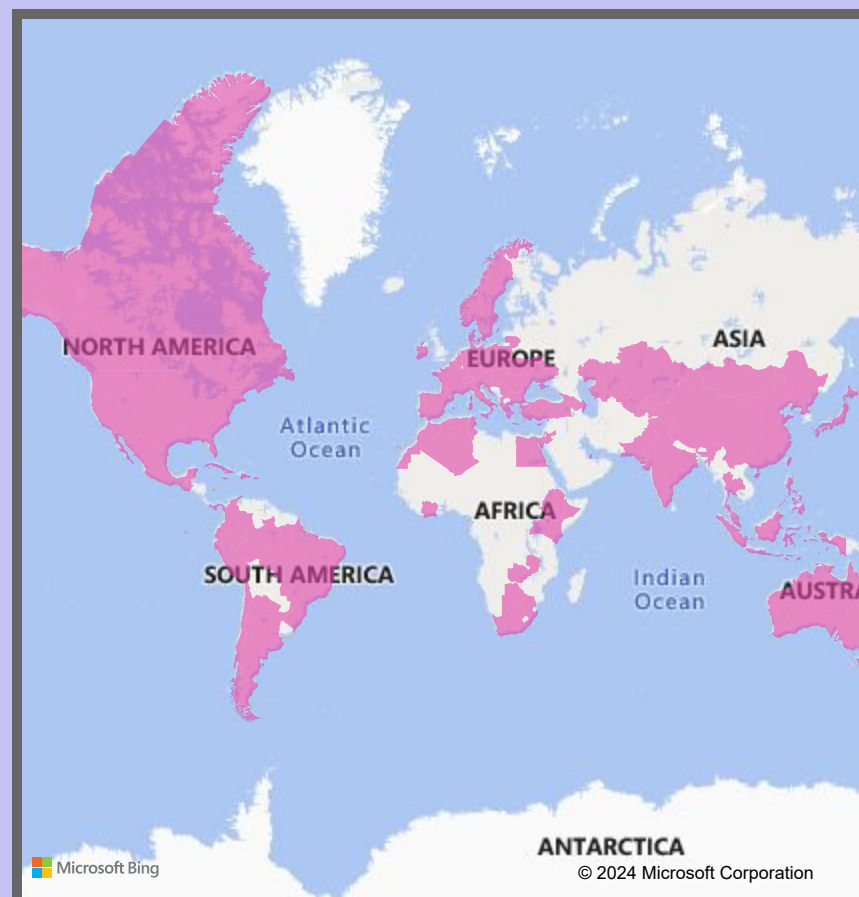 NORTH AMERICA
EUROPE
ASIA
Atlantic
Ocean
AFRICA
SOUTH AMERICA
Indian
Ocean
AUSTRA
ANTARCTICA
Microsoft Bing
© 2024 Microsoft Corporation